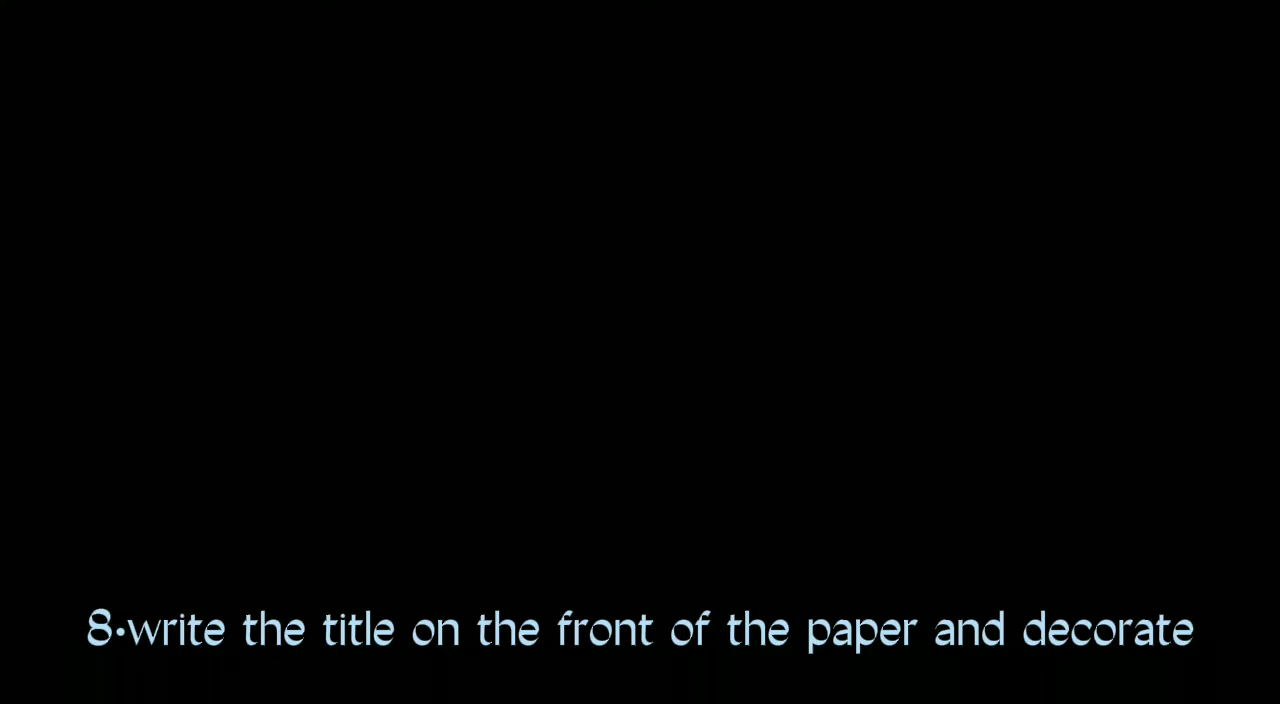 8.write the title on the front of the paper and decorate